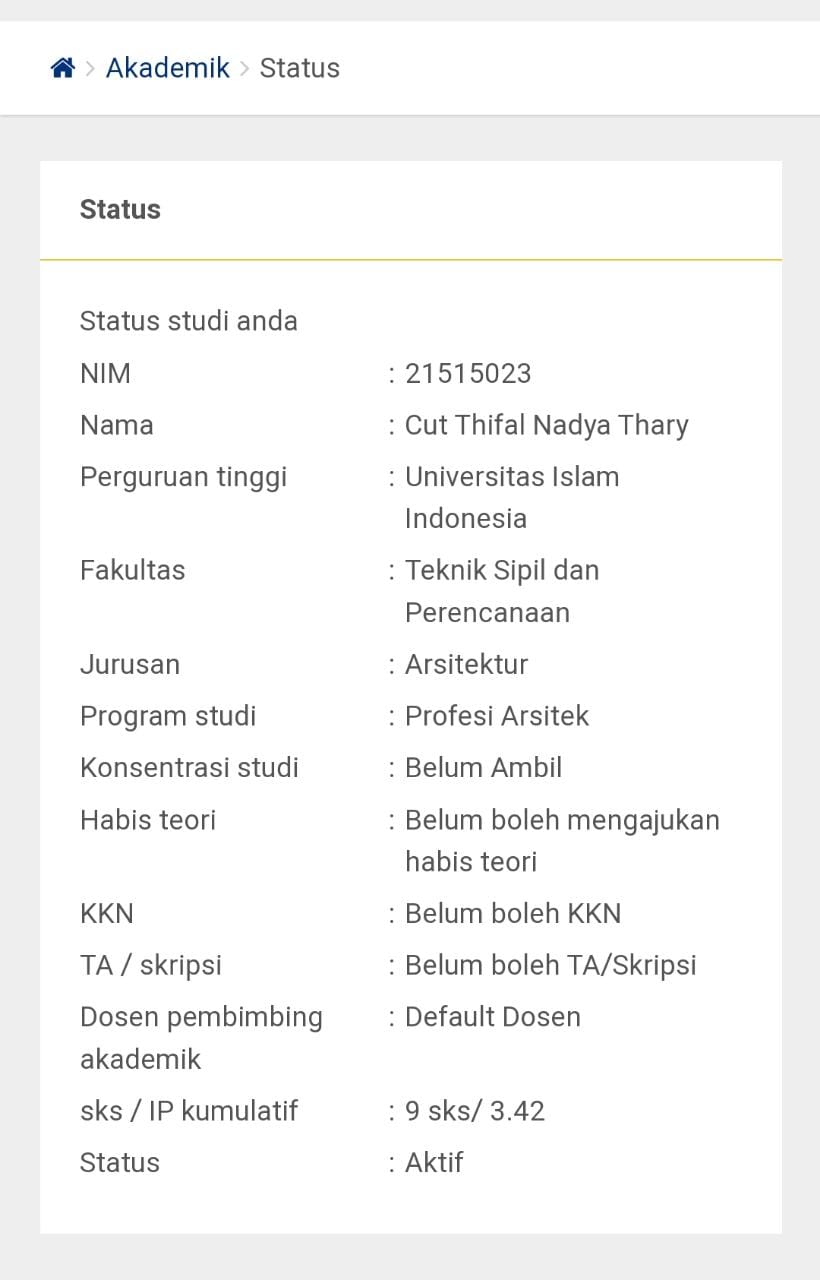 Akademik > Status
Status
Status studi anda
NIM : 21515023
Nama : Cut Thifal Nadya Thary
Perguruan tinggi : Universitas Islam
Indonesia
Fakultas : Teknik Sipil dan
Perencanaan
Jurusan : Arsitektur
Program studi : Profesi Arsitek
Konsentrasi studi : Belum Ambil
Habis teori : Belum boleh mengajukan
habis teori
KKN : Belum boleh KKN
TA / skripsi : Belum boleh TA/Skripsi
Dosen pembimbing : Default Dosen
akademik
sks / IP kumulatif : 9 sks/ 3.42
Status : Aktif